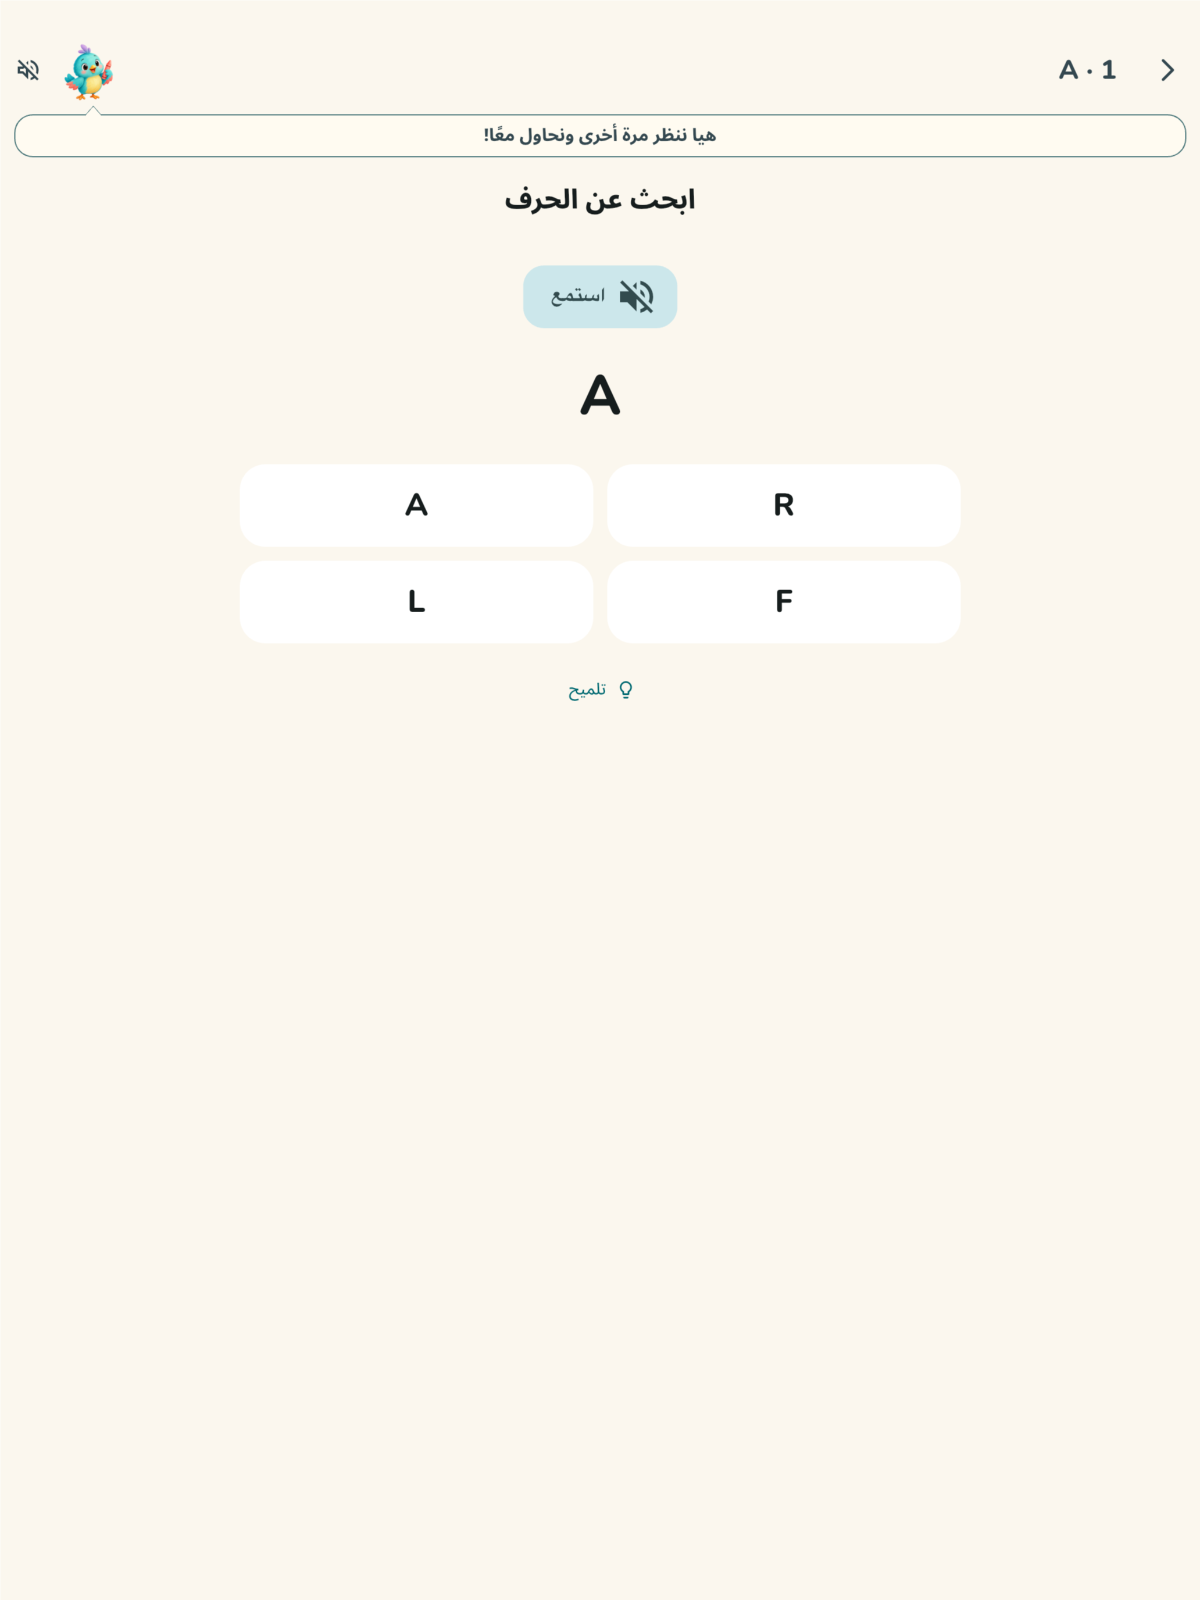 A · 1
هيا ننظر مرة أخرى ونحاول معًا!
ابحث عن الحرف
استمع
A
R
A
F
L
تلميح